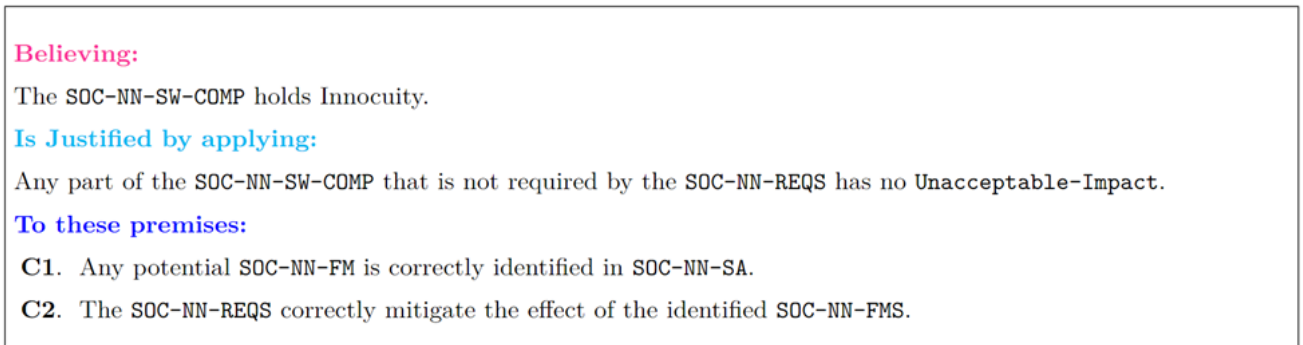 Believing:
The SOC-NN-SW-COMP holds Innocuity.
Is Justified by applying:
Any part of the SOC-NN-SW-COMP that is not required by the SOC-NN-REQS has no Unacceptable-Impact.
To these premises:
C1. Any potential SOC-NN-FM is correctly identified in SOC-NN-SA.
C2. The SOC-NN-REQS correctly mitigate the effect of the identified SOC-NN-FMS.